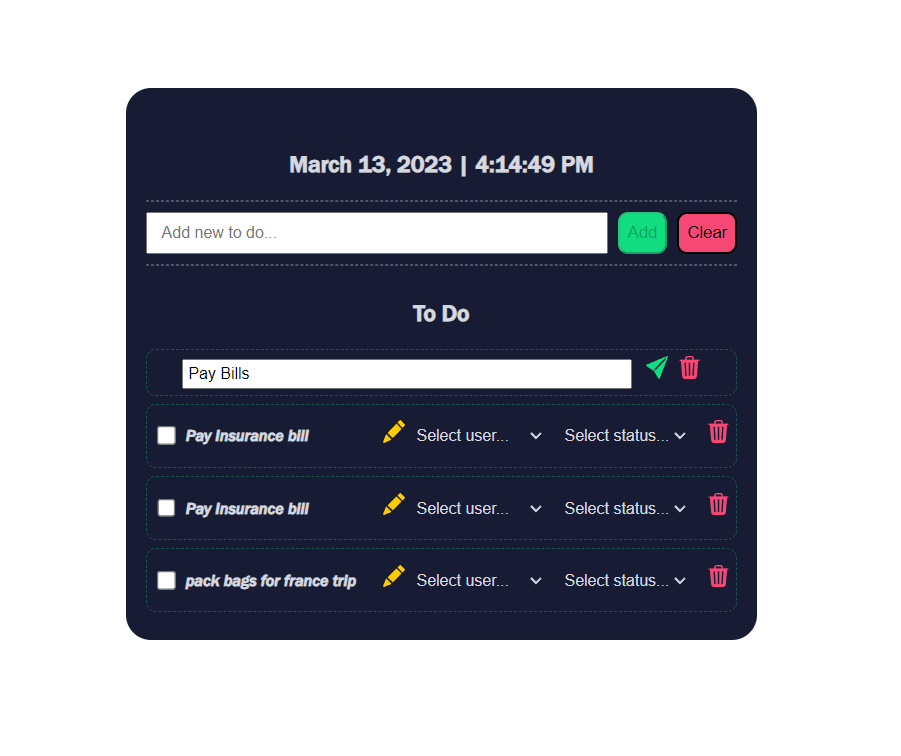 March 13, 2023 | 4:14:49 PM
Add new to do... Add Clear
To Do
Pay Bills
Pay Insurance bill Select user... Select status...
Pay Insurance bill Select user... Select status...
pack bags for france trip Select user... Select status...